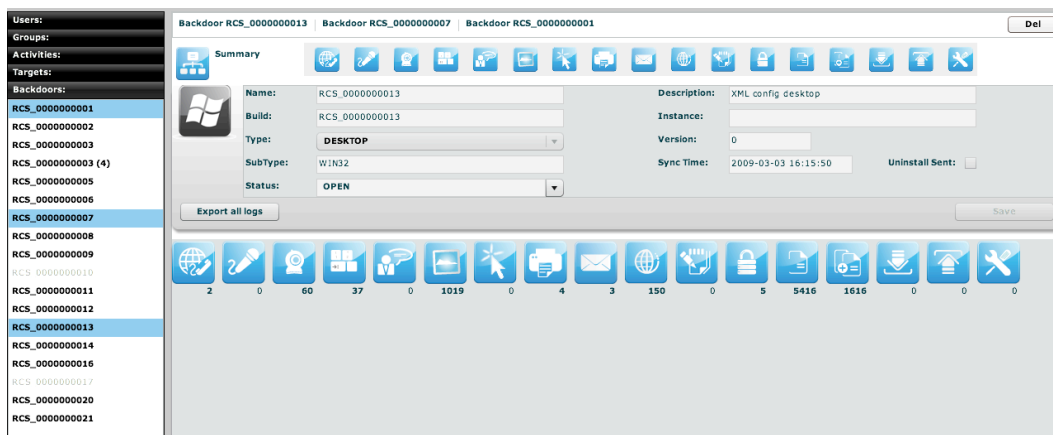 Users:
Groups:
Activities:
Targets:
Backdoors:
RCS_0000000001
RCS_0000000002
RCS_0000000003
RCS_0000000003 (4)
RCS_0000000005
RCS_0000000006
RCS_0000000007
RCS_0000000008
RCS_0000000009
RCS_0000000010
RCS_0000000011
RCS_0000000012
RCS_0000000013
RCS_0000000014
RCS_0000000016
RCS_0000000017
RCS_0000000020
RCS_0000000021
Backdoor RCS_0000000013 Backdoor RCS_0000000007 Backdoor RCS_0000000001 Del
Summary
Name: RCS_0000000013 Description: XML config desktop
Build: RCS_0000000013 Instance:
Type: DESKTOP Version: 0
SubType: WIN32 Sync Time: 2009-03-03 16:15:50 Uninstall Sent:
Status: OPEN
Export all logs Save
2 0 60 37 0 1019 0 4 3 150 0 5 5416 1616 0 0 0